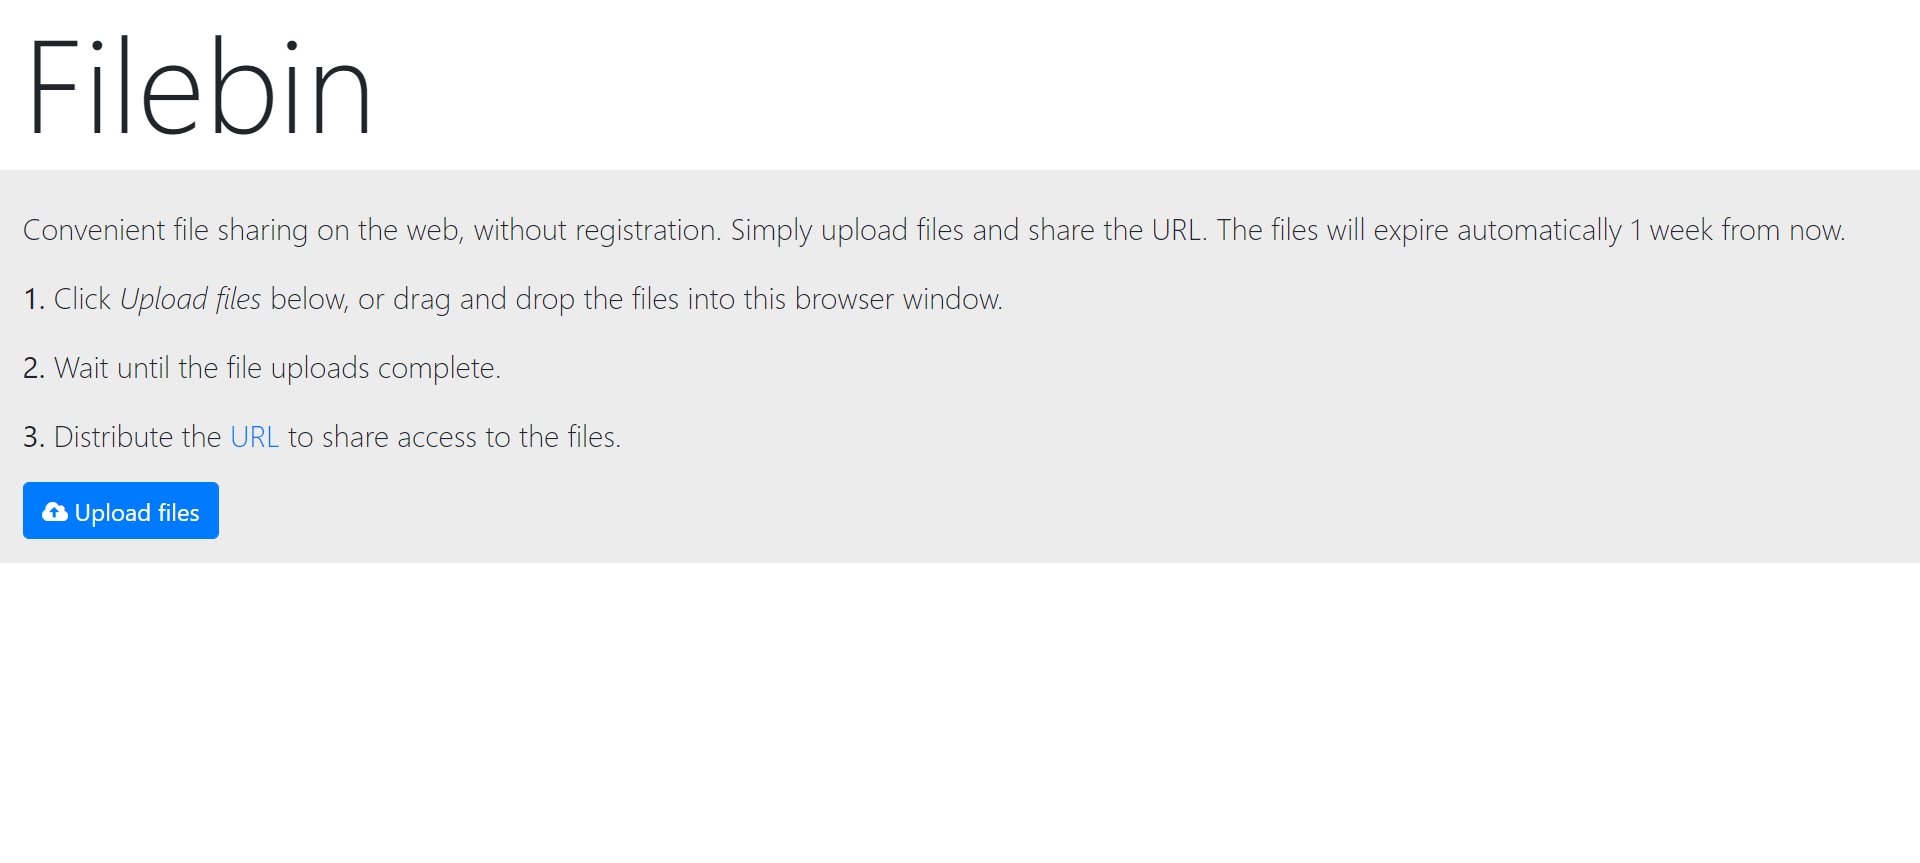 Filebin
Convenient file sharing on the web, without registration. Simply upload files and share the URL. The files will expire automatically 1 week from now.
1. Click Upload files below, or drag and drop the files into this browser window.
2. Wait until the file uploads complete.
3. Distribute the URL to share access to the files.
Upload files